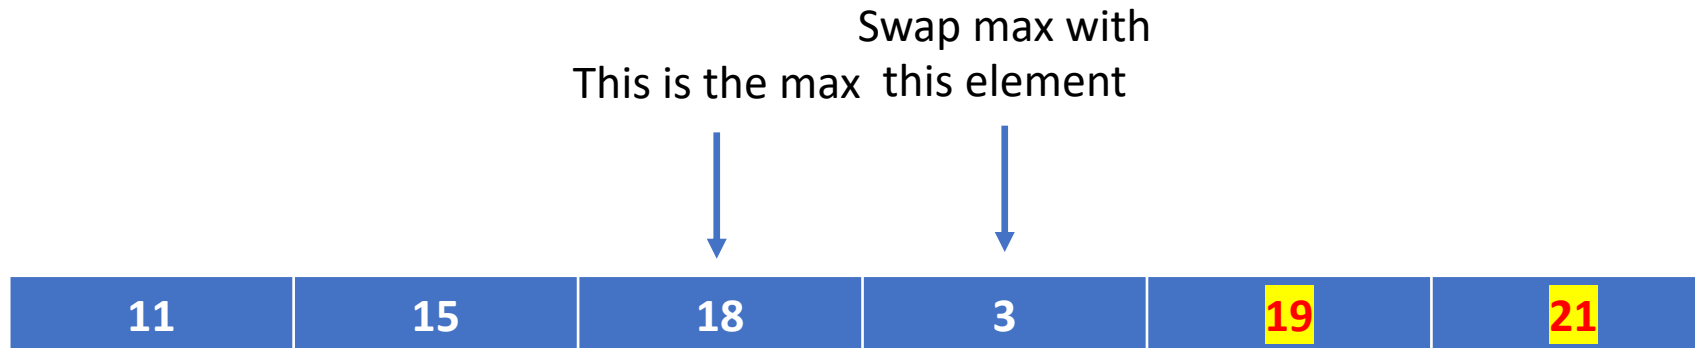 Swap max with
This is the max this element
11 15 18 3 19 21